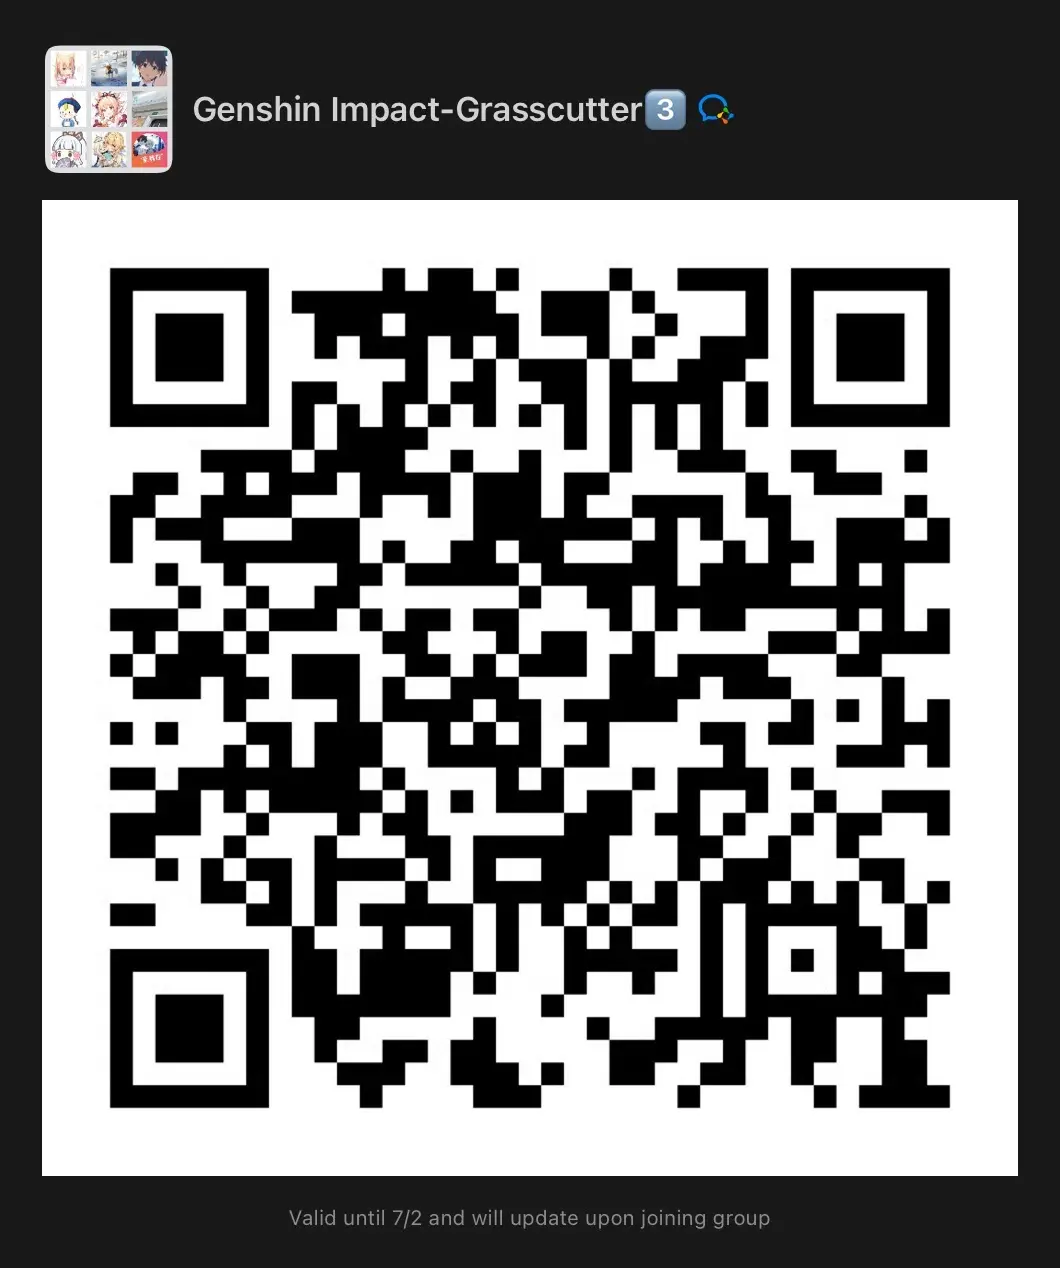 Genshin Impact-Grasscutter3️⃣
Valid until 7/2 and will update upon joining group